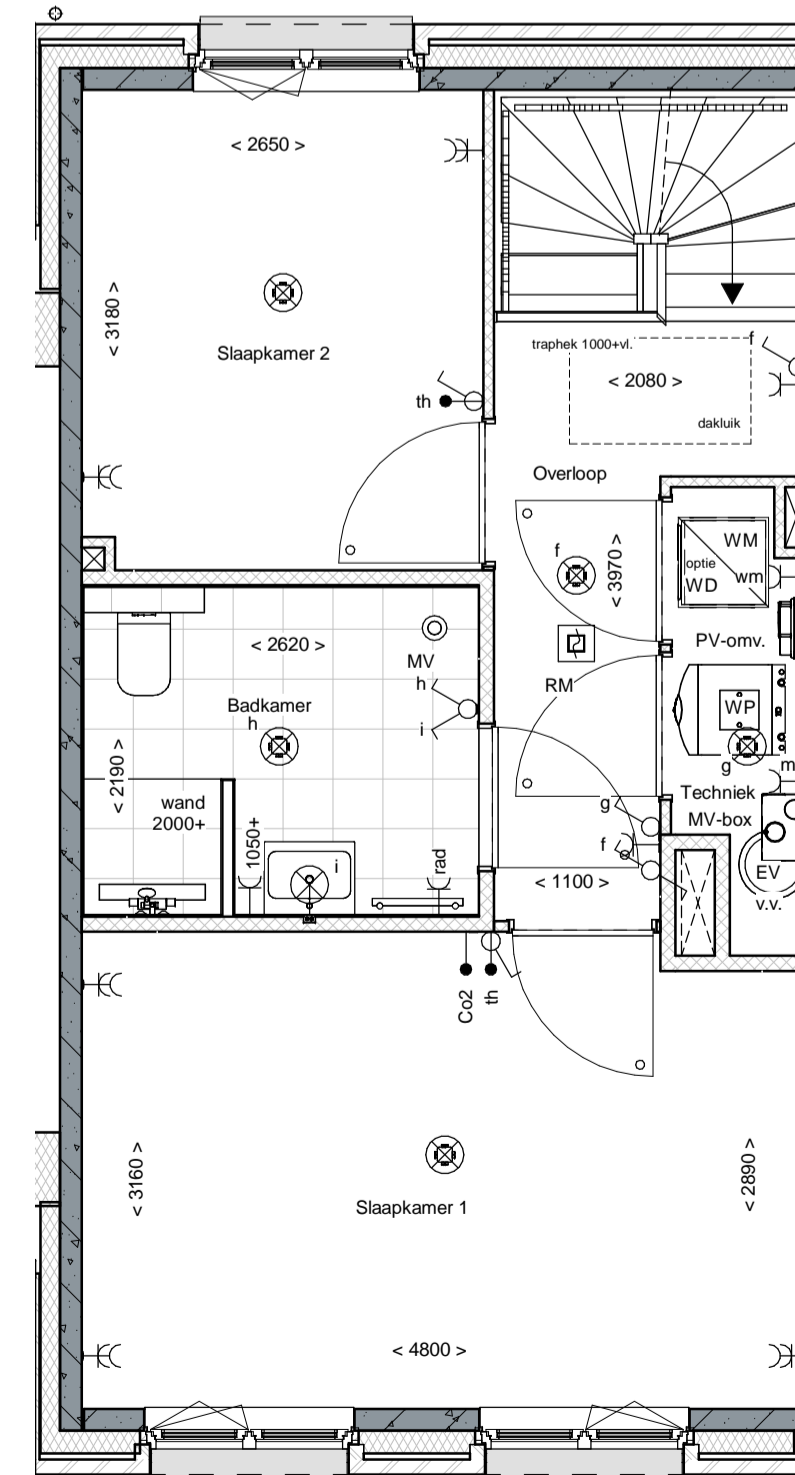 < 2650 >
< 3180 >
Slaapkamer 2
th
traphek 1000+vl.
f
< 2080 >
dakluik
Overloop
f
< 3970 >
WM
optie
WD
wm
PV-omv.
< 2620 >
MV
h
RM
Badkamer
h
i
WP
g
m
< 2190 >
wand
2000+
1050+
i
rad
Techniek
MV-box
g
f
< 1100 >
EV
v.v.
Co2
th
< 3160 >
< 2890 >
Slaapkamer 1
< 4800 >